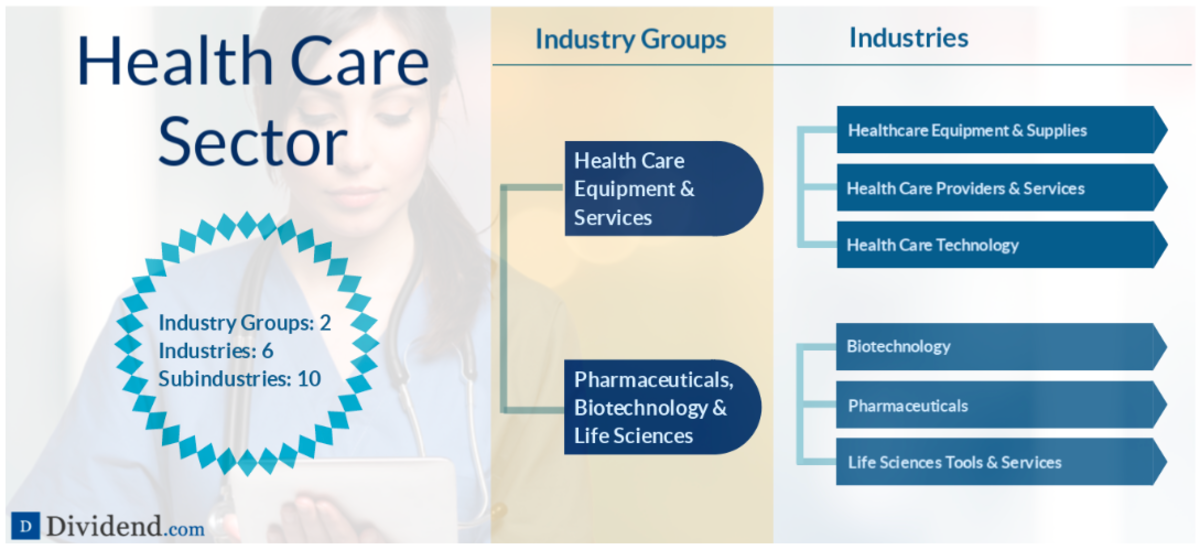 Health Care
Sector
Industry Groups: 2
Industries: 6
Subindustries: 10
D Dividend.com
Industry Groups
Health Care
Equipment &
Services
Pharmaceuticals,
Biotechnology &
Life Sciences
Industries
Healthcare Equipment & Supplies
Health Care Providers & Services
Health Care Technology
Biotechnology
Pharmaceuticals
Life Sciences Tools & Services